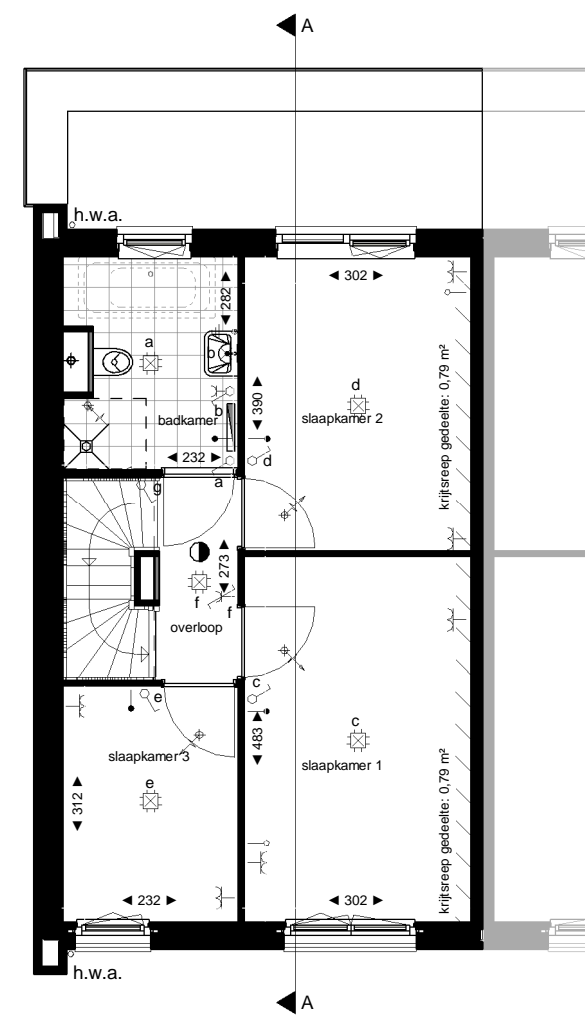 A
h.w.a.
302
282
a
d
b
390
slaapkamer 2
krijtsreep gedeelte: 0,79 m²
badkamer
232
d
a
g
273
f
f
overloop
c
e
483
c
slaapkamer 3
slaapkamer 1
e
312
krijtsreep gedeelte: 0,79 m²
232
302
h.w.a.
A